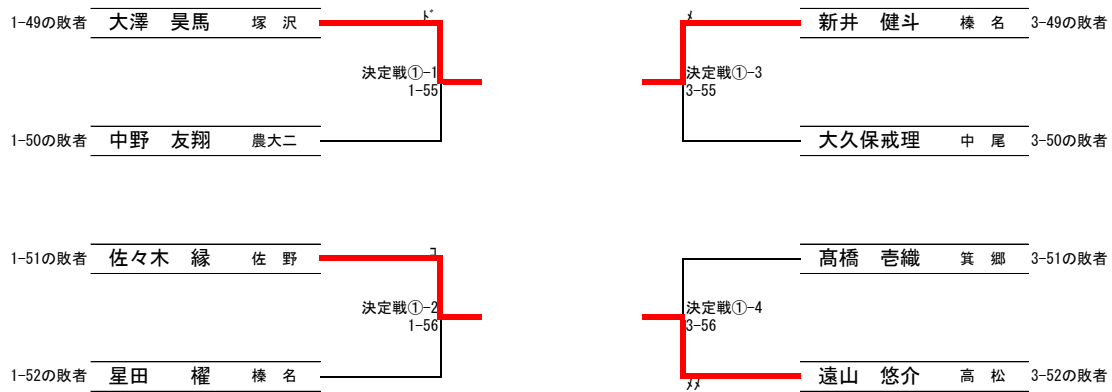 1-49の敗者 大澤 昊馬 塚 沢 ド
決定戦①-1
1-55
1-50の敗者 中野 友翔 農大二
1-51の敗者 佐々木 縁 佐 野 コ
決定戦①-2
1-56
1-52の敗者 星田 櫂 榛 名
メ 新井 健斗 榛 名 3-49の敗者
決定戦①-3
3-55
大久保戒理 中 尾 3-50の敗者
髙橋 壱織 箕 郷 3-51の敗者
決定戦①-4
3-56
メメ 遠山 悠介 高 松 3-52の敗者